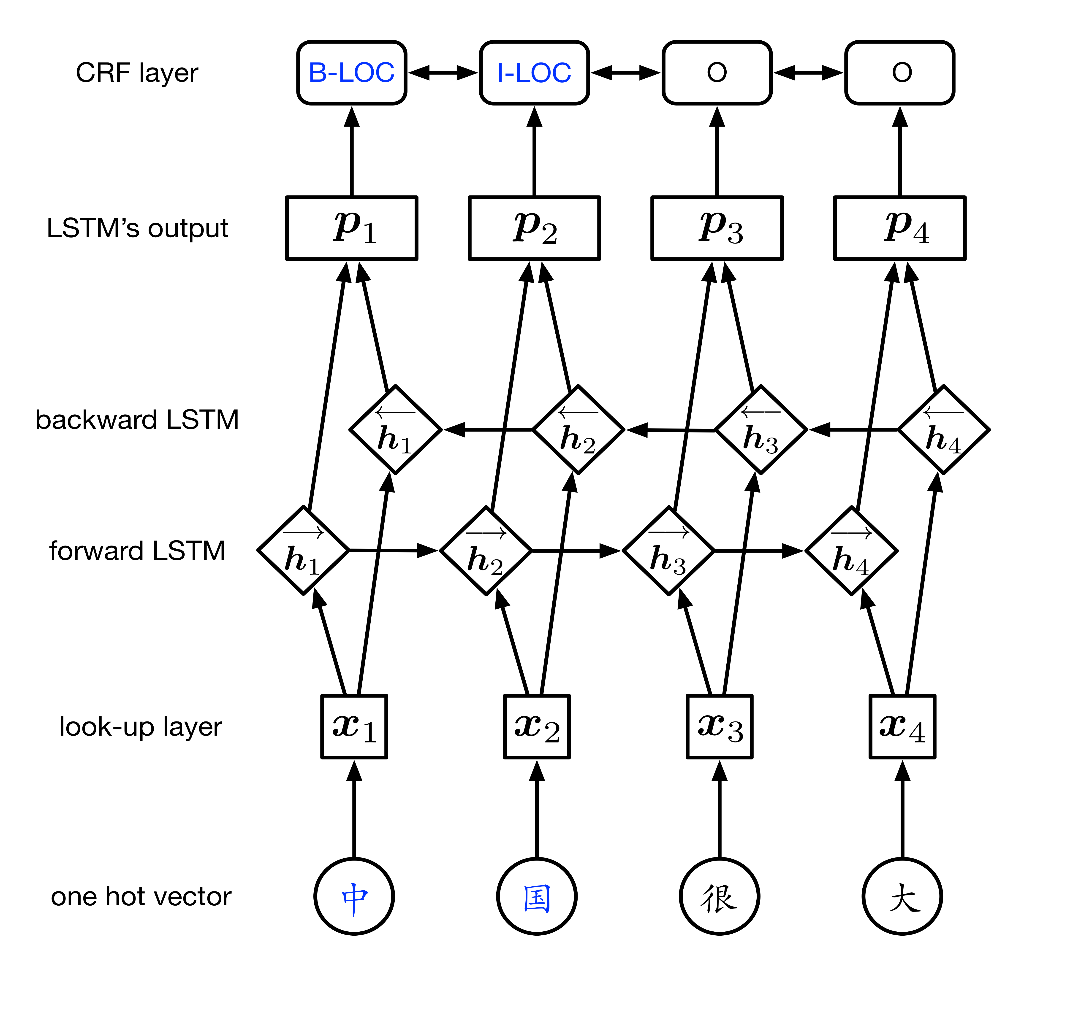 CRF layer B-LOC I-LOC O O
LSTM's output p₁ p₂ p₃ p₄
backward LSTM ←h₁ ←h₂ ←h₃ ←h₄
forward LSTM →h₁ →h₂ →h₃ →h₄
look-up layer x₁ x₂ x₃ x₄
one hot vector 中 国 很 大